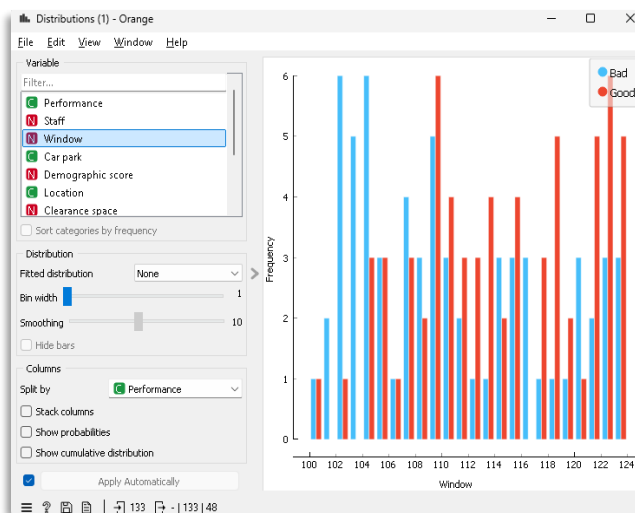 Distributions (1) - Orange
File Edit View Window Help
Variable
Filter...
C Performance
N Staff
N Window
C Car park
N Demographic score
C Location
N Clearance space
Sort categories by frequency
Distribution
Fitted distribution None
Bin width 1
Smoothing 10
Hide bars
Columns
Split by C Performance
Stack columns
Show probabilities
Show cumulative distribution
Apply Automatically
133 - | 133 | 48
Bad
Good
6
5
4
3
2
1
0
Frequency
100 102 104 106 108 110 112 114 116 118 120 122 124
Window